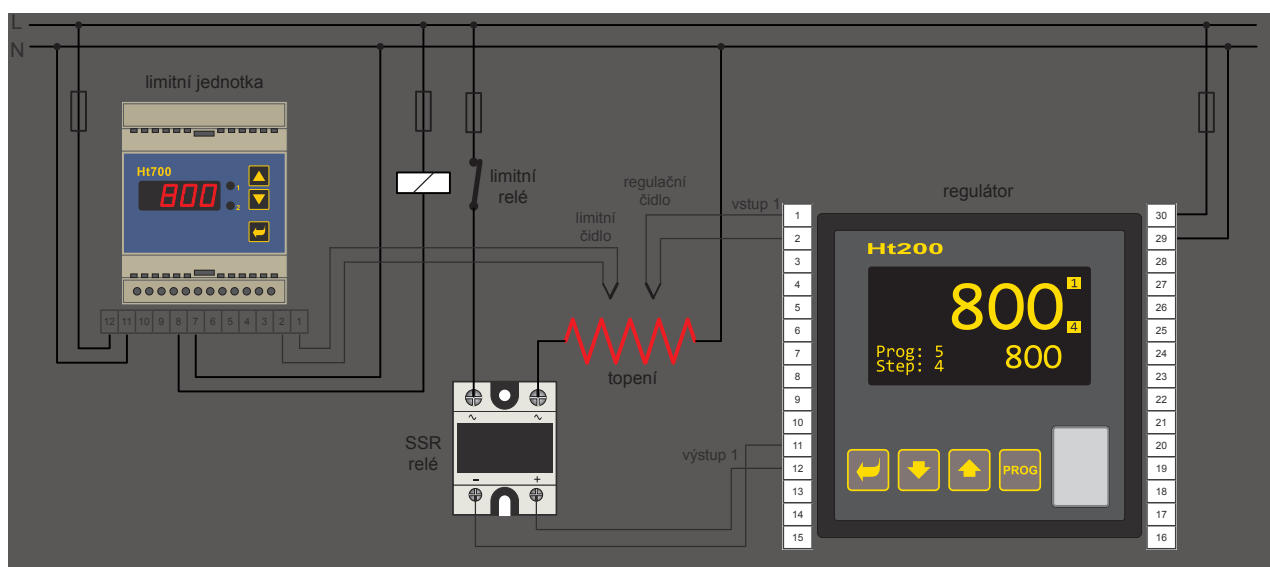 L
N
limitní jednotka
Ht700
800
1
2
12 11 10 9 8 7 6 5 4 3 2 1
limitní
relé
limitní
čidlo
regulační
čidlo
vstup 1
topení
SSR
relé
výstup 1
regulátor
1
2
3
4
5
6
7
8
9
10
11
12
13
14
15
Ht200
800
1
4
Prog: 5
Step: 4
800
PROG
30
29
28
27
26
25
24
23
22
21
20
19
18
17
16